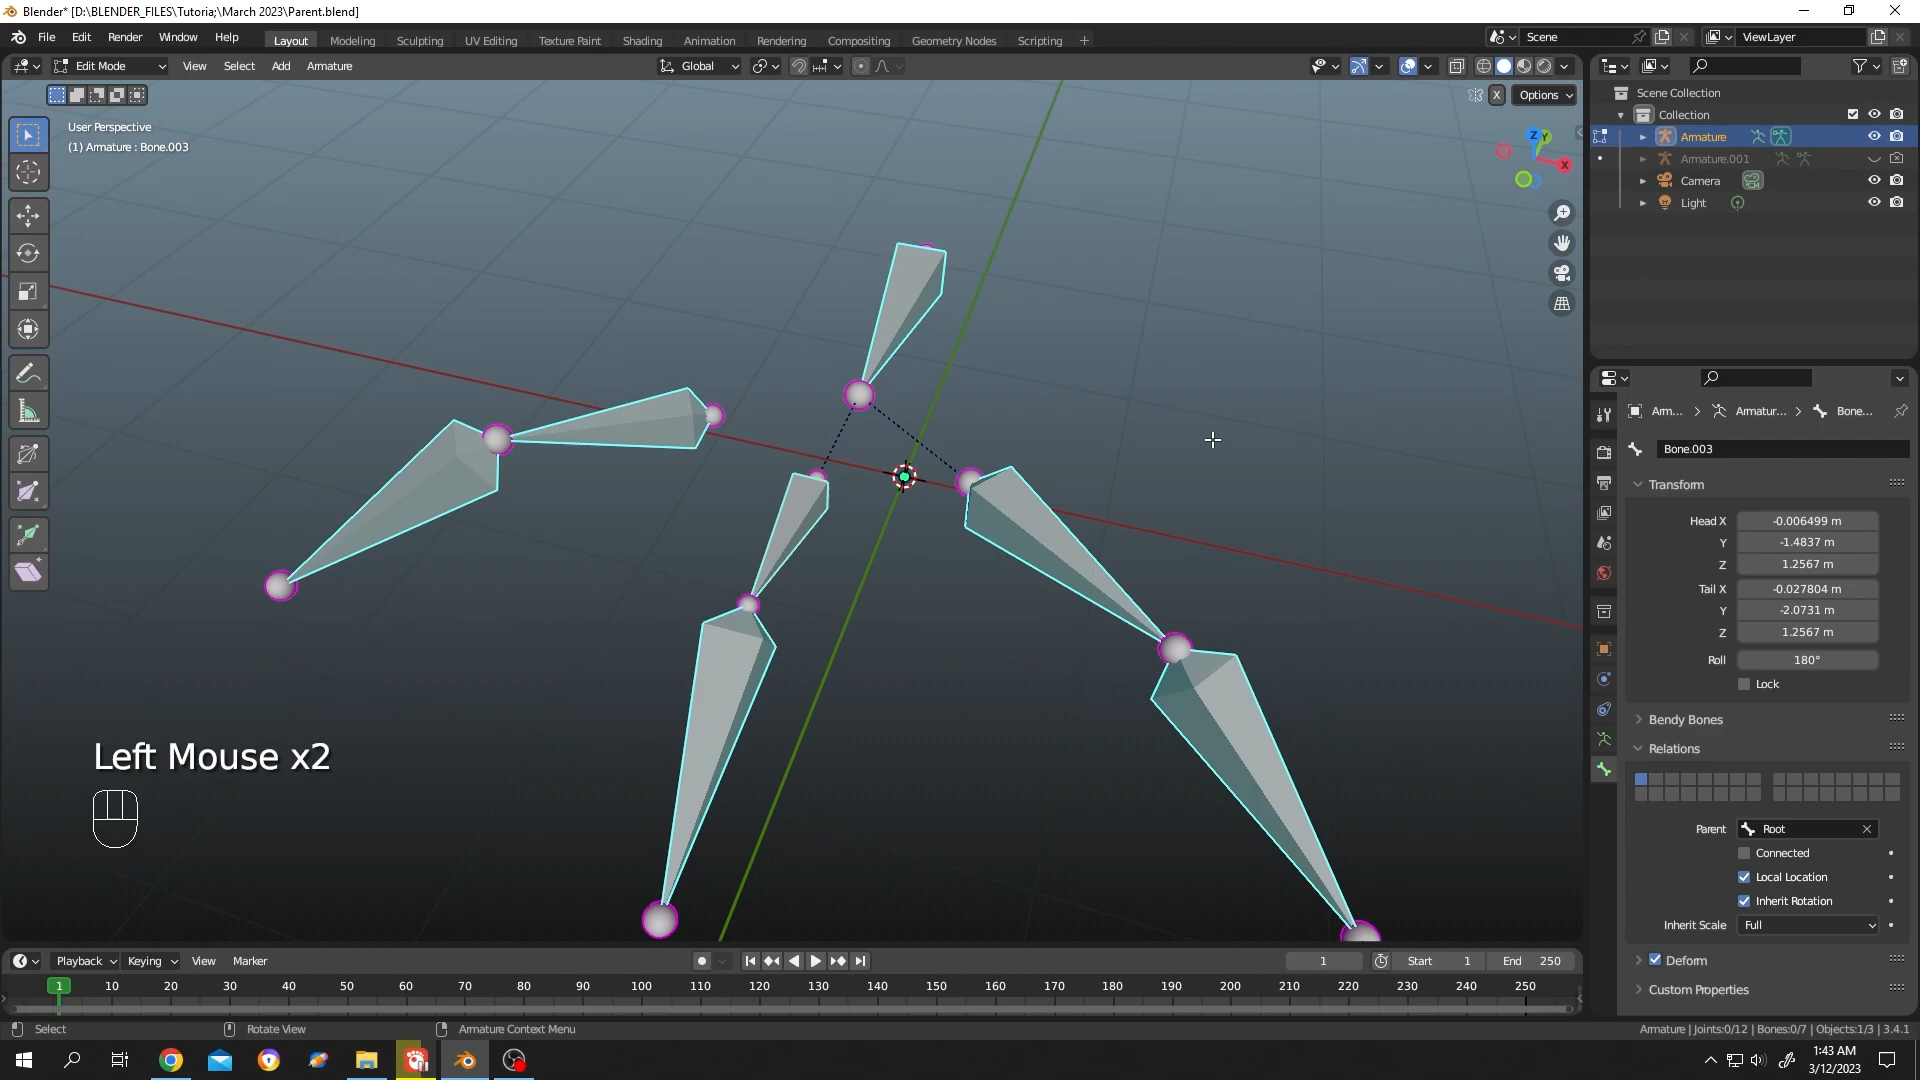 Blender* [D:\BLENDER_FILES\Tutoria;\March 2023\Parent.blend]
File Edit Render Window Help Layout Modeling Sculpting UV Editing Texture Paint Shading Animation Rendering Compositing Geometry Nodes Scripting + Scene ViewLayer
Edit Mode View Select Add Armature Global
X Options
Scene Collection
Collection
Armature
Armature.001
Camera
Light
User Perspective
(1) Armature : Bone.003
Z Y X
Arm... > Armatur... > Bone...
Bone.003
Transform
Head X -0.006499 m
Y -1.4837 m
Z 1.2567 m
Tail X -0.027804 m
Y -2.0731 m
Z 1.2567 m
Roll 180°
Lock
Bendy Bones
Relations
Parent Root
Connected
Local Location
Inherit Rotation
Inherit Scale Full
Deform
Custom Properties
Left Mouse x2
Playback Keying View Marker 1 Start 1 End 250
1 10 20 30 40 50 60 70 80 90 100 110 120 130 140 150 160 170 180 190 200 210 220 230 240 250
Select Rotate View Armature Context Menu Armature | Joints:0/12 | Bones:0/7 | Objects:1/3 | 3.4.1
1:43 AM
3/12/2023